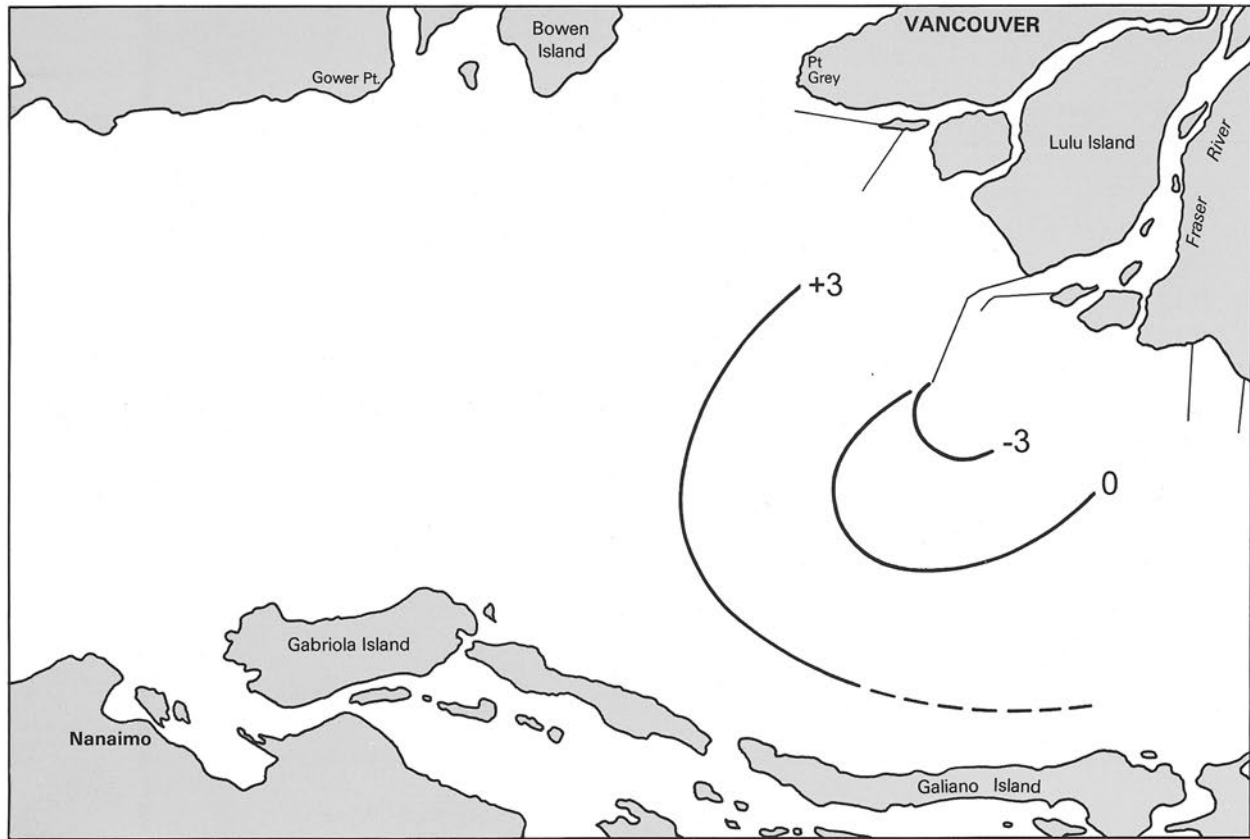 VANCOUVER
Bowen
Island
Gower Pt.
Pt
Grey
Lulu Island
River
Fraser
+3
-3
0
Gabriola Island
Nanaimo
Galiano Island